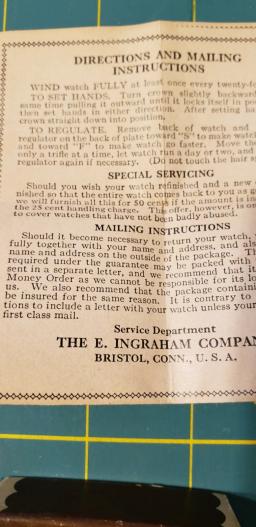 DIRECTIONS AND MAILING
INSTRUCTIONS
WIND watch FULLY at least once every twenty-fo
TO SET HANDS. Turn crown slightly backward
same time pulling it outward until it locks itself in po
then set hands in either direction. After setting ha
crown straight down into position.
TO REGULATE. Remove back of watch and
regulator on the back of plate toward "S" to make watc
and toward "F" to make watch go faster. Move the
only a trifle at a time, let watch run a day or two, and
regulator again if necessary. (Do not touch the hair s
SPECIAL SERVICING
Should you wish your watch refinished and a new
nished so that the entire watch comes back to you as g
we will furnish all this for 50 cents if the amount is in
the 25 cent handling charge. This offer, however, is on
to cover watches that have not been badly abused.
MAILING INSTRUCTIONS
Should it become necessary to return your watch,
fully together with your name and address, and als
name and address on the outside of the package. Th
required under the guarantee may be packed with
sent in a separate letter, and we recommend that it
Money Order as we cannot be responsible for its lo
us. We also recommend that the package containi
be insured for the same reason. It is contrary to
tions to include a letter with your watch unless your
first class mail.
Service Department
THE E. INGRAHAM COMPAN
BRISTOL, CONN., U. S. A.